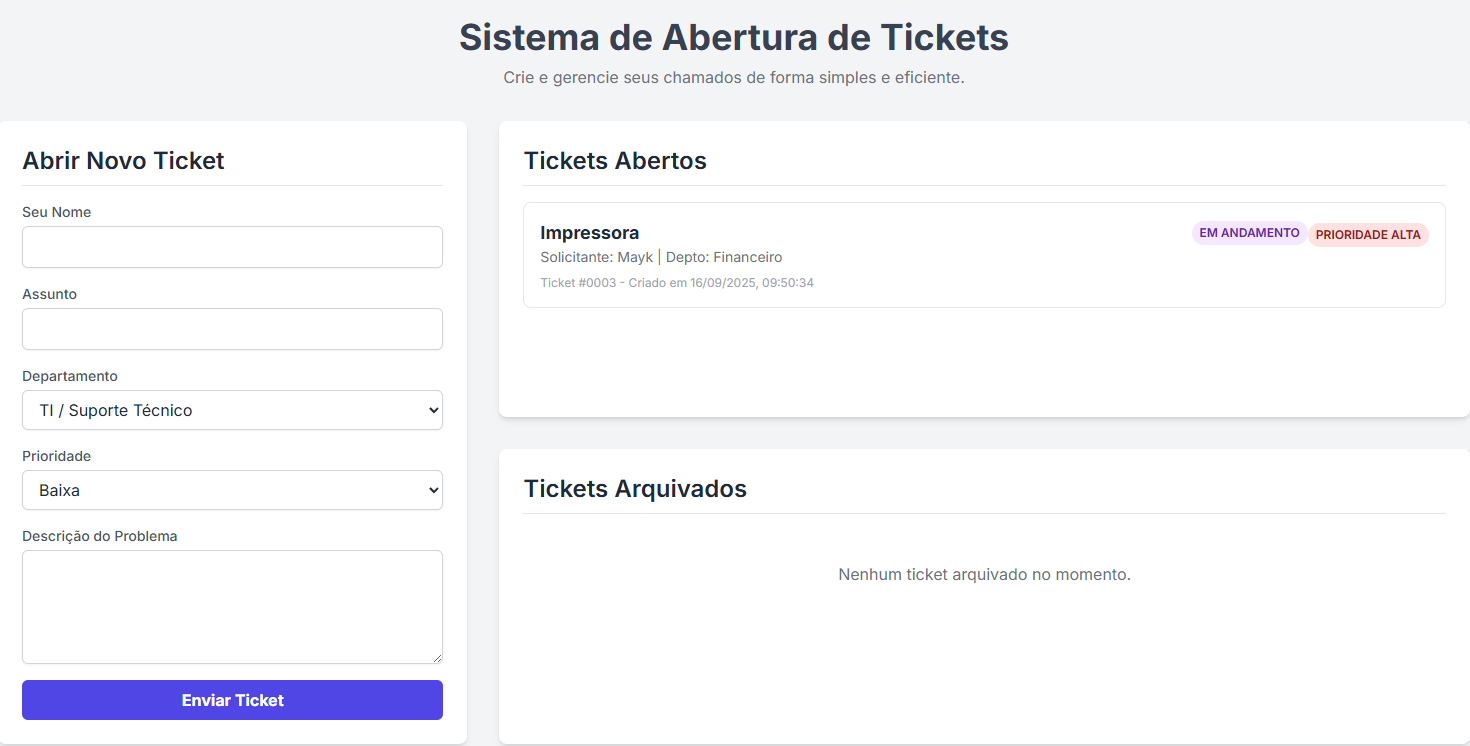 Sistema de Abertura de Tickets
Crie e gerencie seus chamados de forma simples e eficiente.
Abrir Novo Ticket
Seu Nome
Assunto
Departamento
TI / Suporte Técnico
Prioridade
Baixa
Descrição do Problema
Enviar Ticket
Tickets Abertos
Impressora
EM ANDAMENTO PRIORIDADE ALTA
Solicitante: Mayk | Depto: Financeiro
Ticket #0003 - Criado em 16/09/2025, 09:50:34
Tickets Arquivados
Nenhum ticket arquivado no momento.